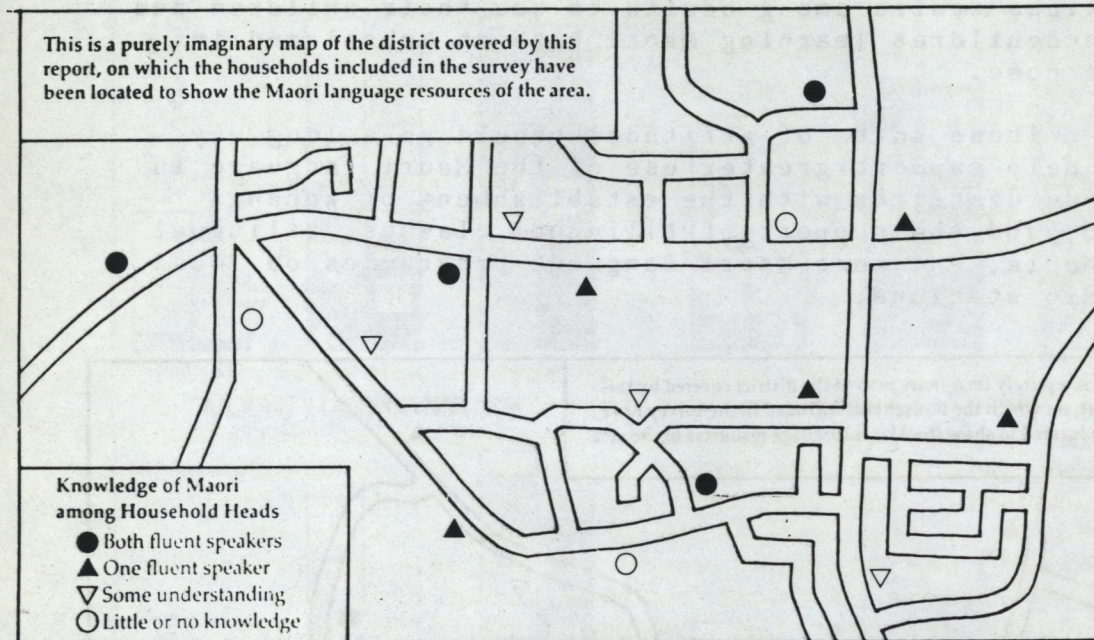 This is a purely imaginary map of the district covered by this
report, on which the households included in the survey have
been located to show the Maori language resources of the area.
Knowledge of Maori
among Household Heads
Both fluent speakers
One fluent speaker
Some understanding
Little or no knowledge